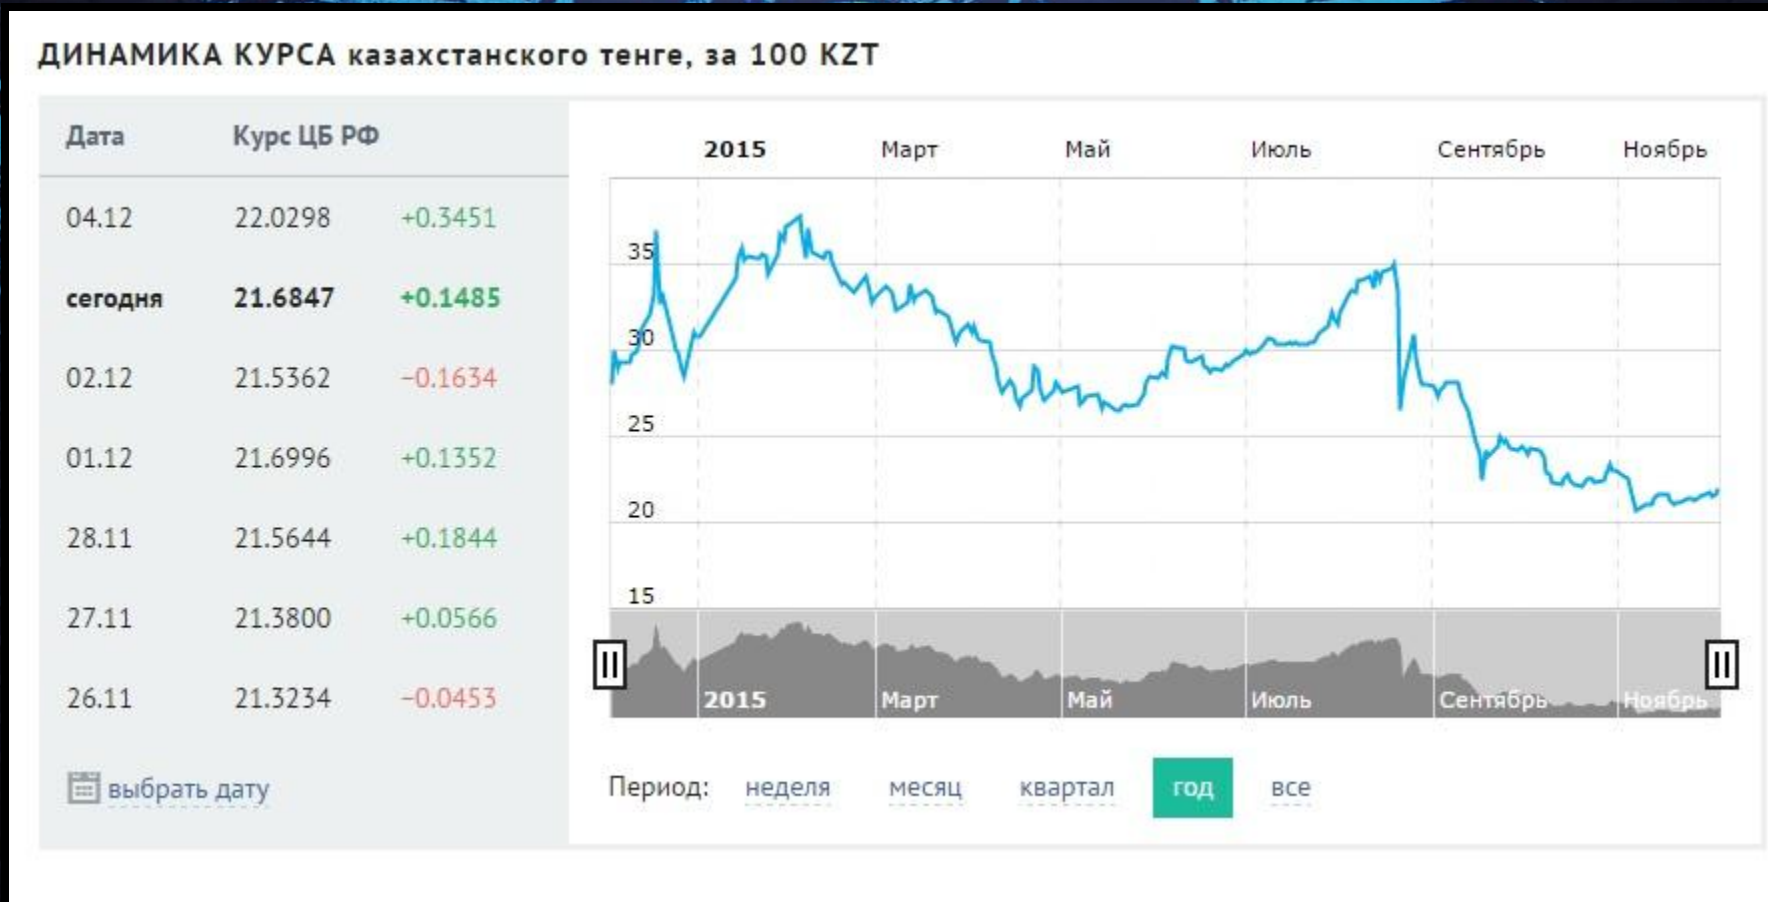 ДИНАМИКА КУРСА казахстанского тенге, за 100 KZT
Дата Курс ЦБ РФ
04.12 22.0298 +0.3451
сегодня 21.6847 +0.1485
02.12 21.5362 −0.1634
01.12 21.6996 +0.1352
28.11 21.5644 +0.1844
27.11 21.3800 +0.0566
26.11 21.3234 −0.0453
выбрать дату
2015 Март Май Июль Сентябрь Ноябрь
35
30
25
20
15
2015 Март Май Июль Сентябрь Ноябрь
Период: неделя месяц квартал год все